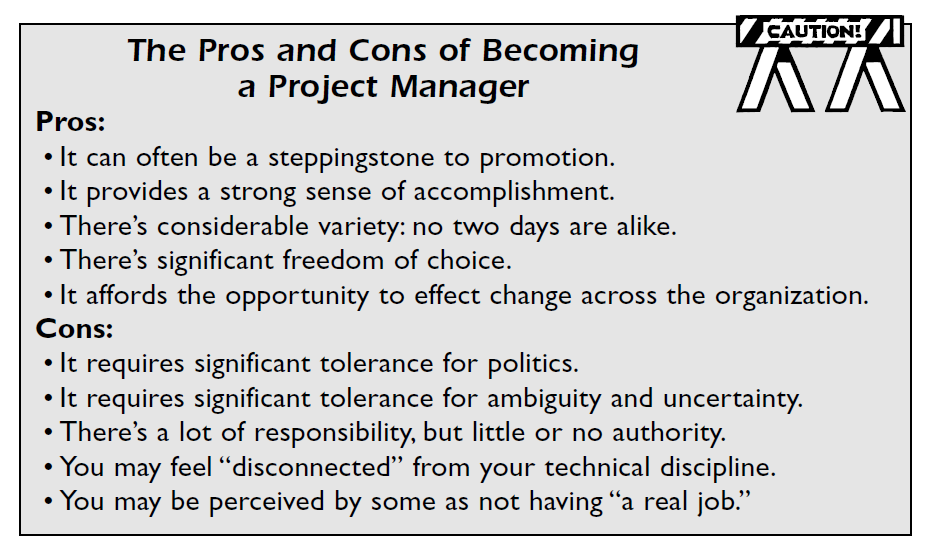 CAUTION!
The Pros and Cons of Becoming
a Project Manager
Pros:
• It can often be a steppingstone to promotion.
• It provides a strong sense of accomplishment.
• There’s considerable variety: no two days are alike.
• There’s significant freedom of choice.
• It affords the opportunity to effect change across the organization.
Cons:
• It requires significant tolerance for politics.
• It requires significant tolerance for ambiguity and uncertainty.
• There’s a lot of responsibility, but little or no authority.
• You may feel “disconnected” from your technical discipline.
• You may be perceived by some as not having “a real job.”